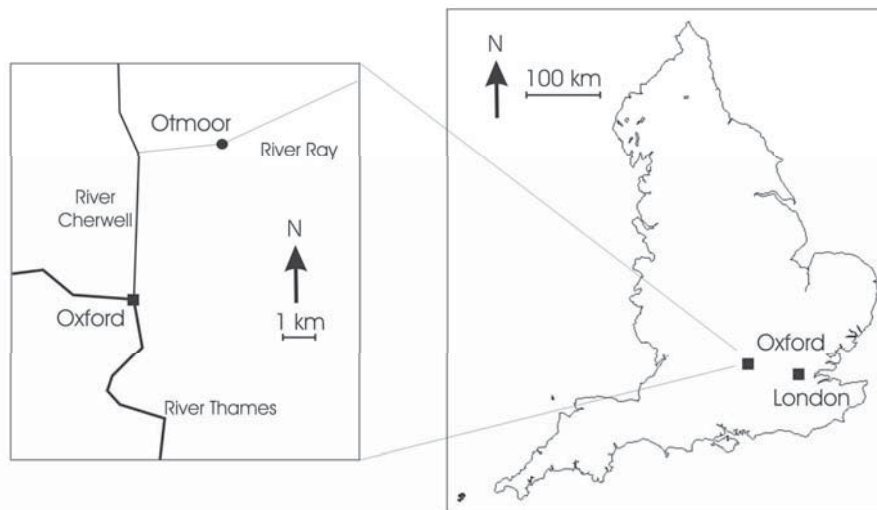 Otmoor
River Ray
River
Cherwell
N
Oxford
1 km
River Thames
N
100 km
Oxford
London